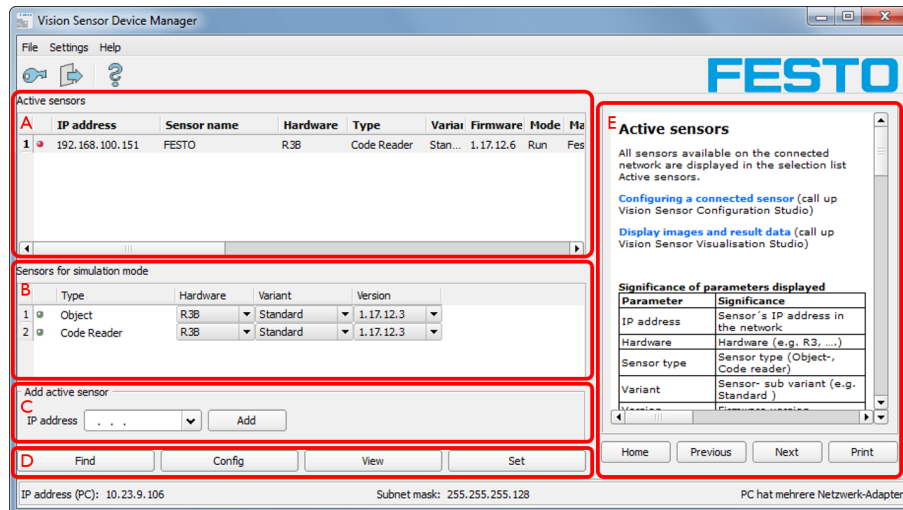 Vision Sensor Device Manager
File Settings Help
FESTO
Active sensors
A IP address Sensor name Hardware Type Varian Firmware Mode Ma
1 192.168.100.151 FESTO R3B Code Reader Stan... 1.17.12.6 Run Fes
Sensors for simulation mode
B
Type Hardware Variant Version
1 Object R3B Standard 1.17.12.3
2 Code Reader R3B Standard 1.17.12.3
Add active sensor
C
IP address . . . Add
D Find Config View Set
E Active sensors
All sensors available on the connected
network are displayed in the selection list
Active sensors.
Configuring a connected sensor (call up
Vision Sensor Configuration Studio)
Display images and result data (call up
Vision Sensor Visualisation Studio)
Significance of parameters displayed
Parameter Significance
IP address Sensor´s IP address in
the network
Hardware Hardware (e.g. R3, ....)
Sensor type Sensor type (Object-,
Code reader)
Variant Sensor- sub variant (e.g.
Standard )
Version Firmware version
Home Previous Next Print
IP address (PC): 10.23.9.106 Subnet mask: 255.255.255.128 PC hat mehrere Netzwerk-Adapter